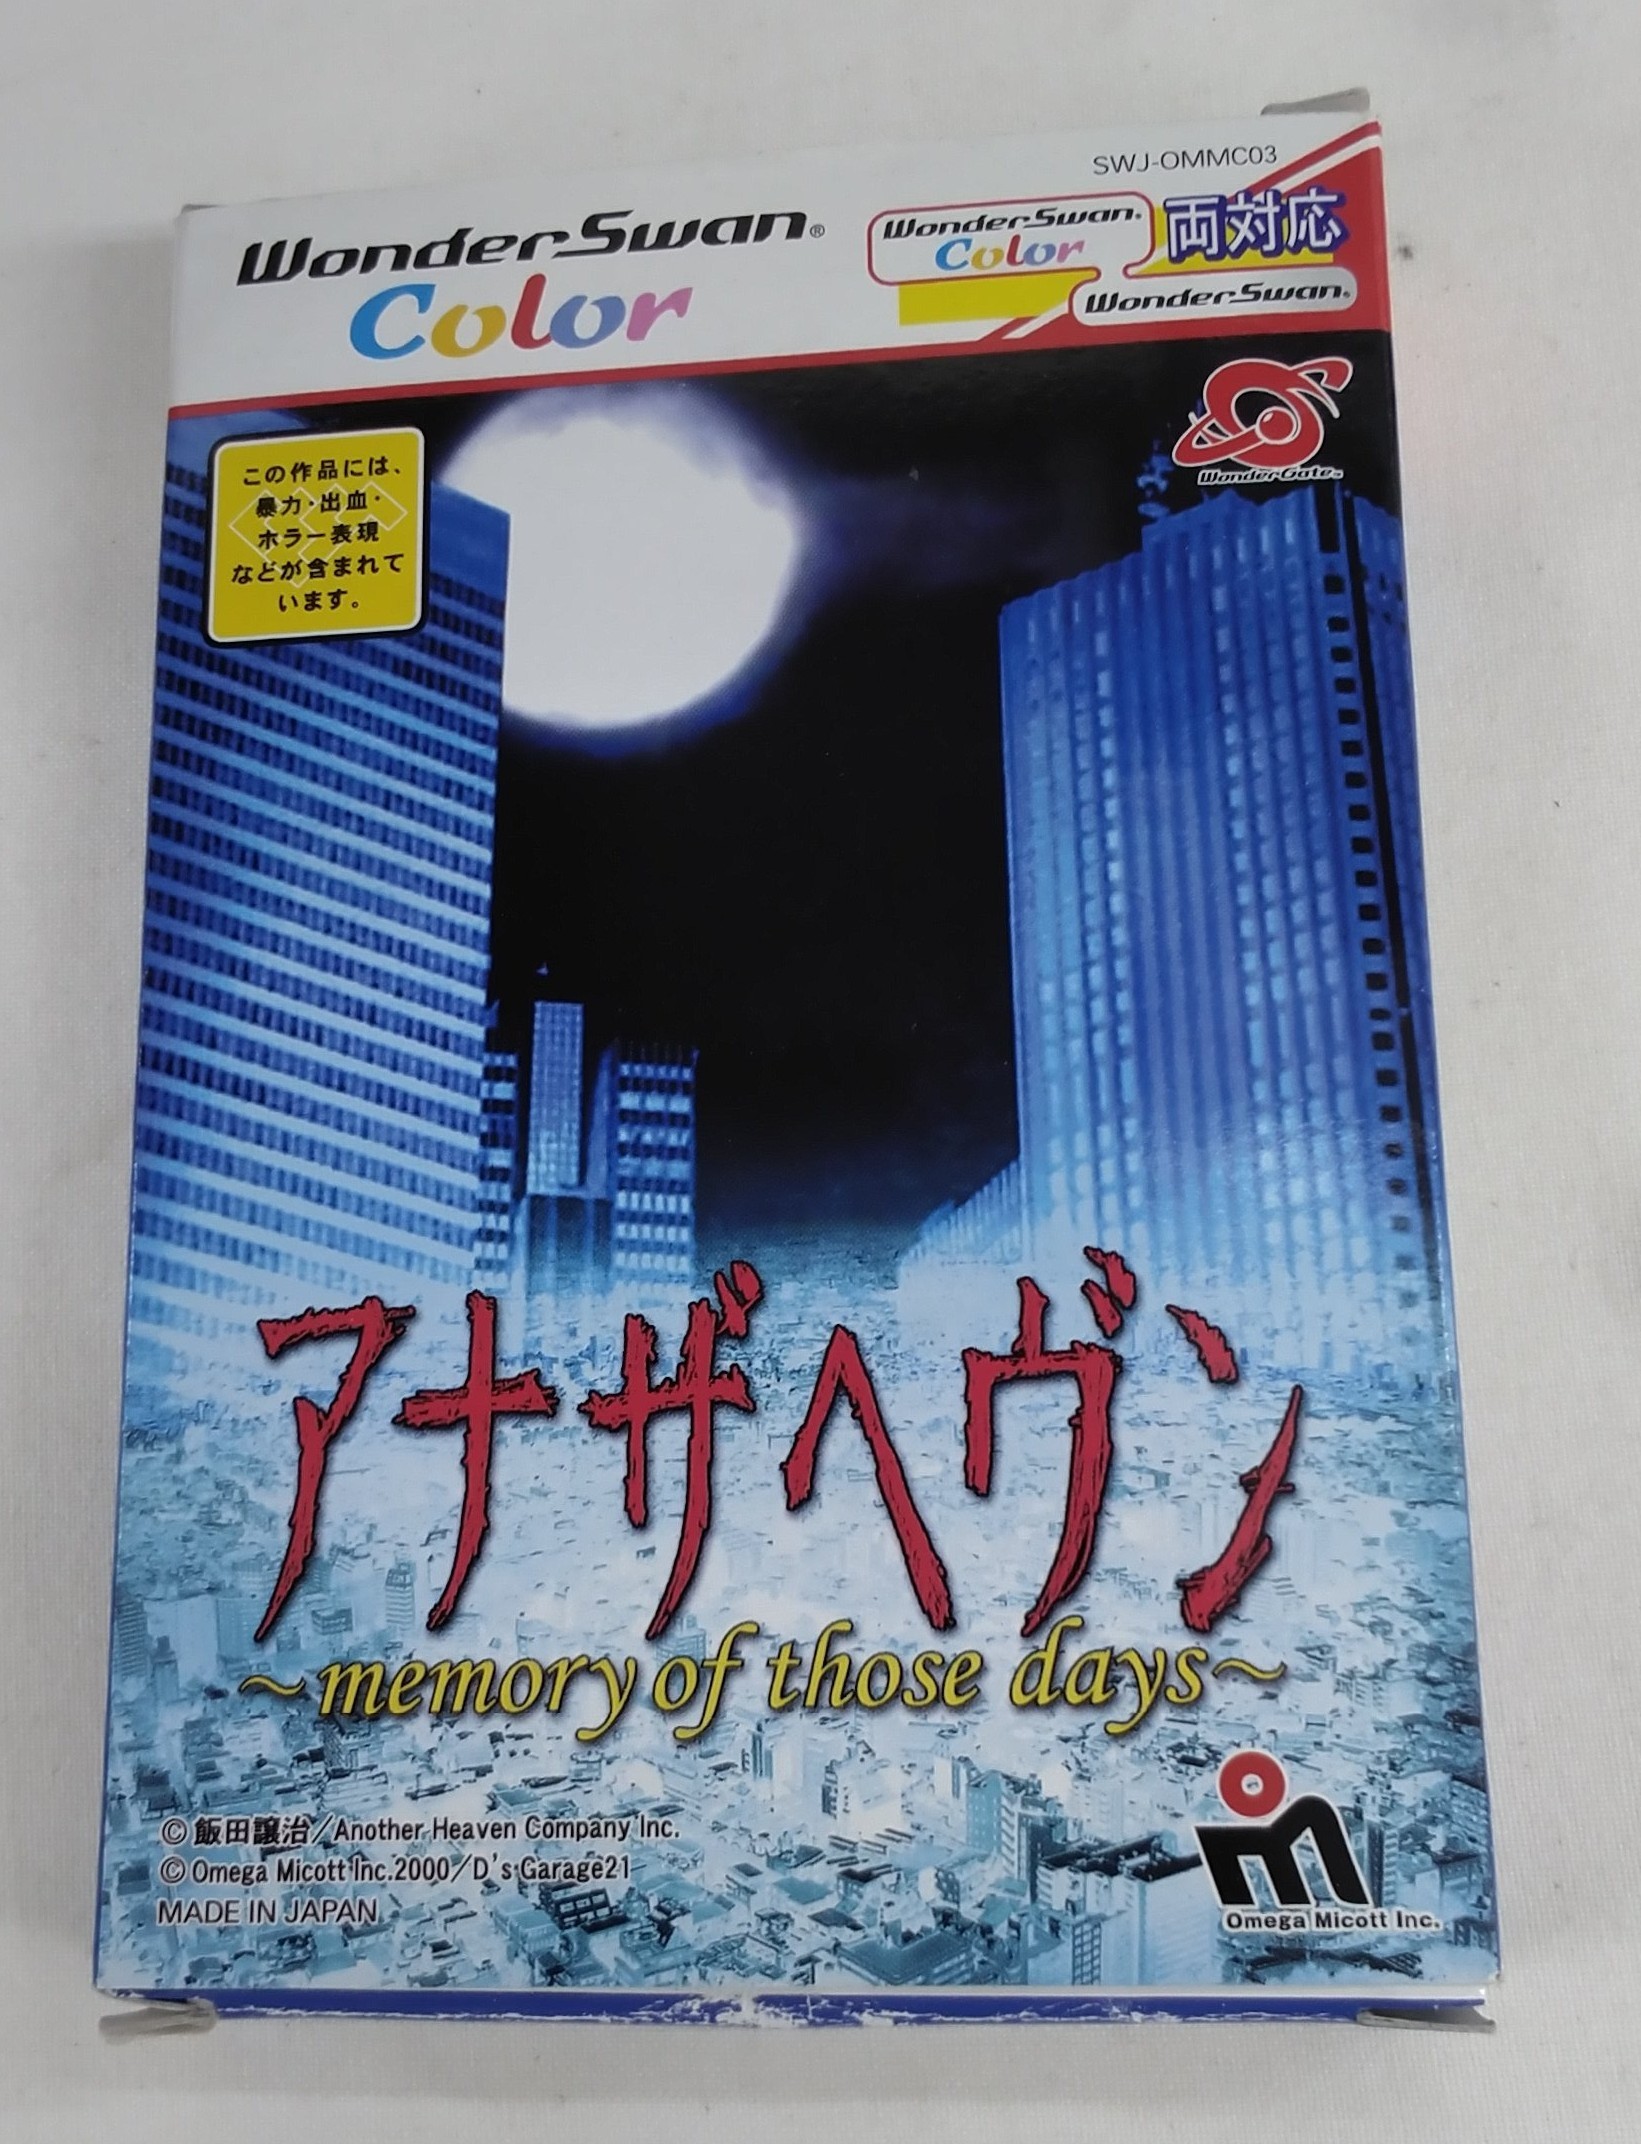 SWJ-OMMC03
WonderSwan®
Color
WonderSwan®
Color
両対応
WonderSwan®
WonderGate™
この作品には、
暴力・出血・
ホラー表現
などが含まれて
います。
アナザヘヴン
~memory of those days~
© 飯田譲治/Another Heaven Company Inc.
© Omega Micott Inc.2000/D's Garage21
MADE IN JAPAN
Omega Micott Inc.